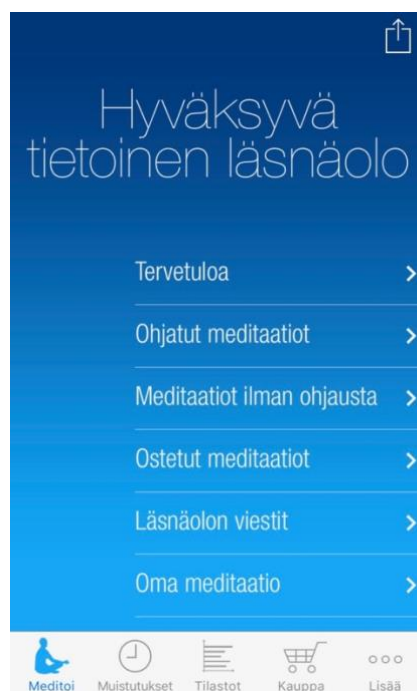 Hyväksyvä
tietoinen läsnäolo
Tervetuloa
Ohjatut meditaatiot
Meditaatiot ilman ohjausta
Ostetut meditaatiot
Läsnäolon viestit
Oma meditaatio
Meditoi Muistutukset Tilastot Kauppa Lisää